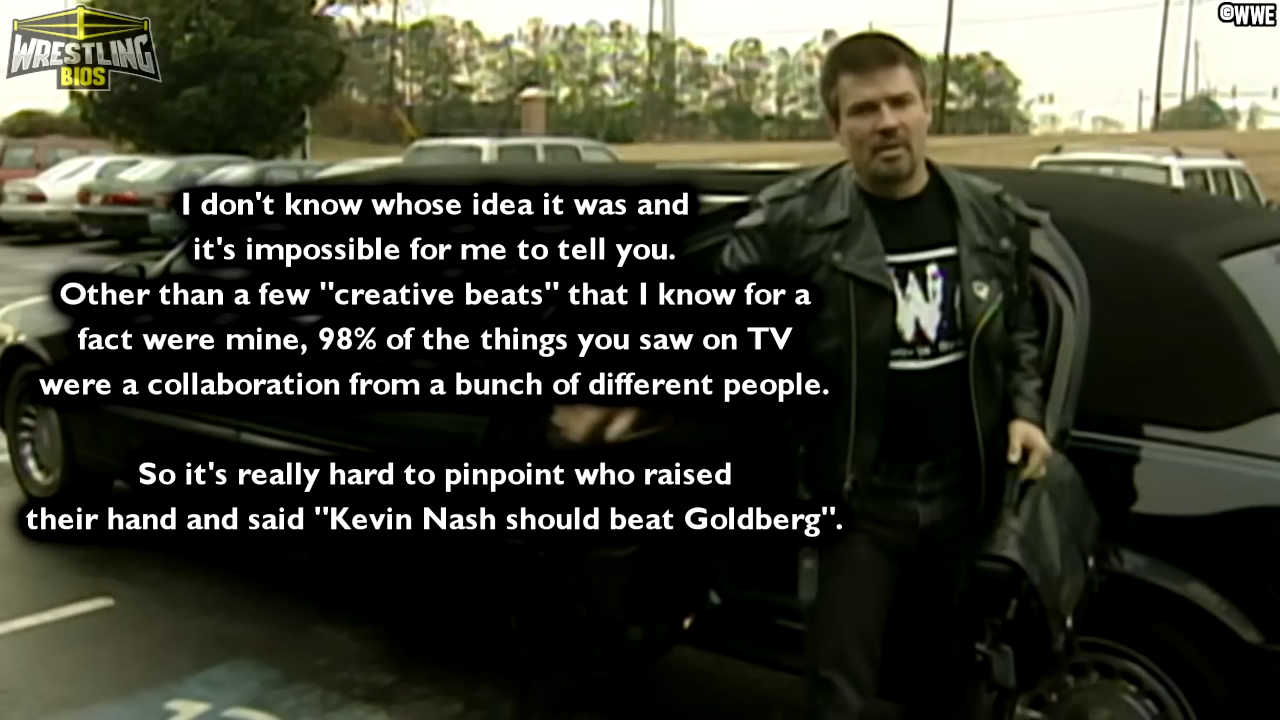 WRESTLING
BIOS
©WWE
I don't know whose idea it was and
it's impossible for me to tell you.
Other than a few "creative beats" that I know for a
fact were mine, 98% of the things you saw on TV
were a collaboration from a bunch of different people.
So it's really hard to pinpoint who raised
their hand and said "Kevin Nash should beat Goldberg".
W